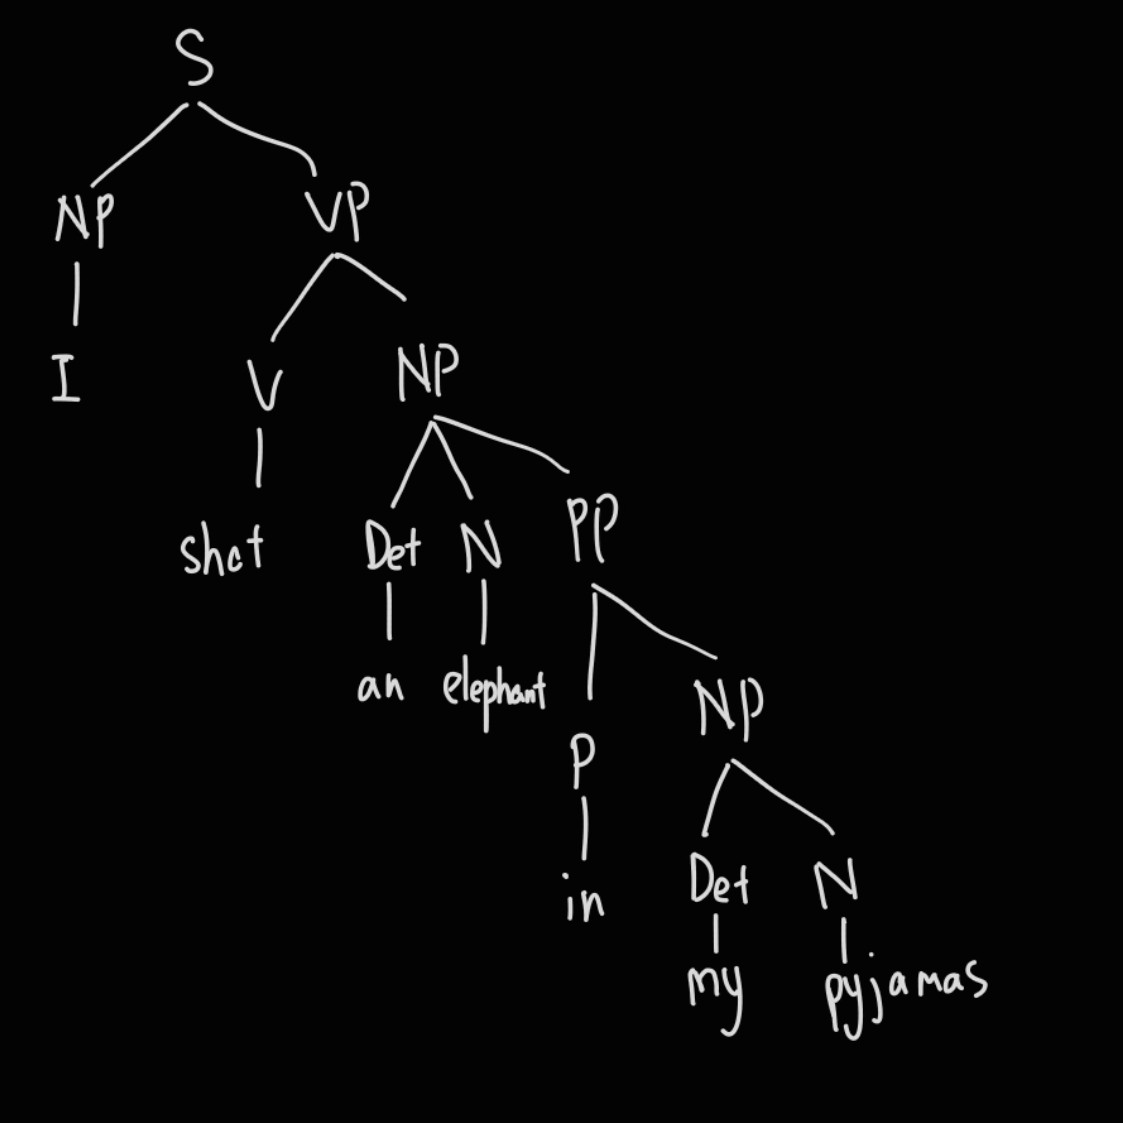 S
NP VP
I V NP
shot Det N PP
an elephant P NP
in Det N
my pyjamas